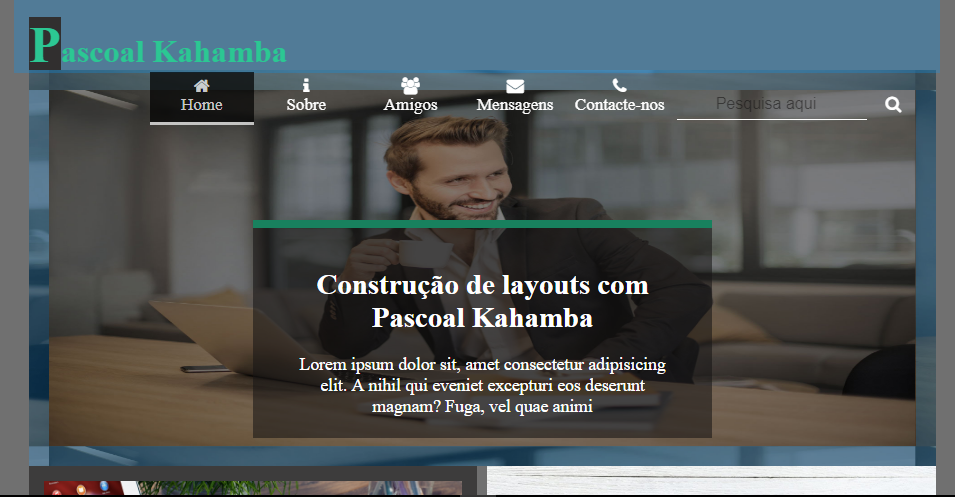 Pascoal Kahamba
Home
Sobre
Amigos
Mensagens
Contacte-nos
Pesquisa aqui
Construção de layouts com
Pascoal Kahamba
Lorem ipsum dolor sit, amet consectetur adipisicing
elit. A nihil qui eveniet excepturi eos deserunt
magnam? Fuga, vel quae animi